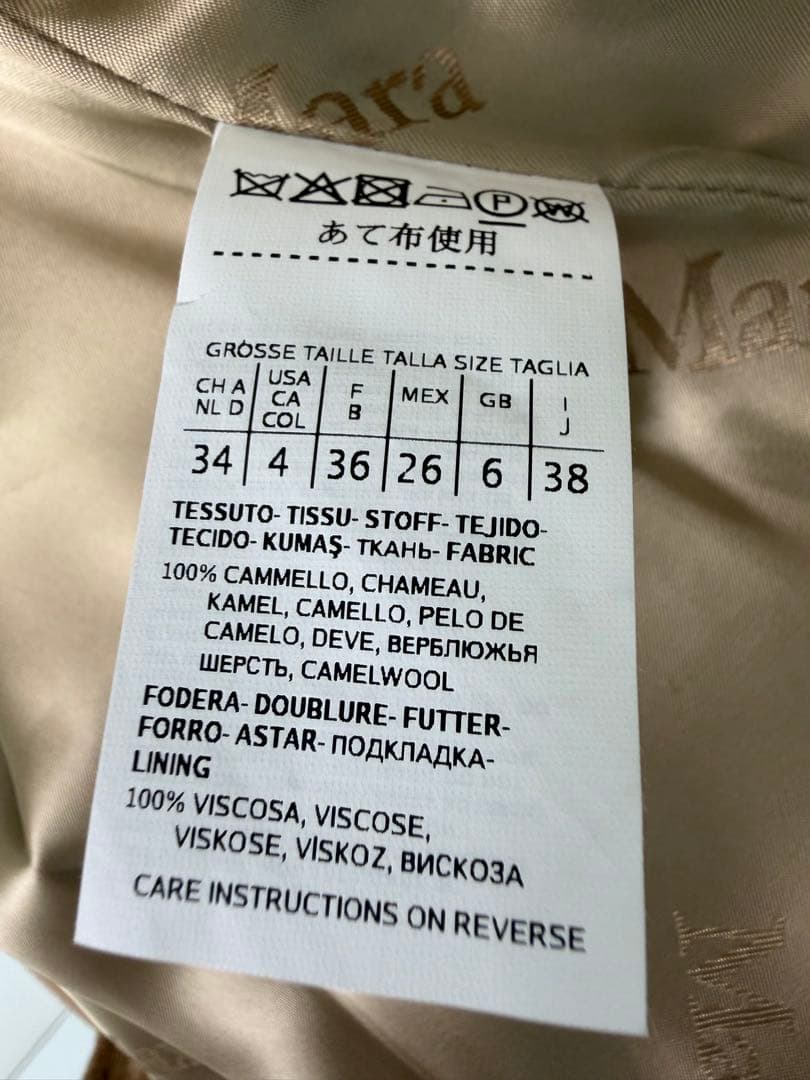 Mara
Ma
P
W
あて布使用
GRÖSSE TAILLE TALLA SIZE TAGLIA
CH A NL D | USA CA COL | F B | MEX | GB | I J
34 | 4 | 36 | 26 | 6 | 38
TESSUTO- TISSU- STOFF- TEJIDO-
TECIDO- KUMAŞ- ТКАНЬ- FABRIC
100% CAMMELLO, CHAMEAU,
KAMEL, CAMELLO, PELO DE
CAMELO, DEVE, ВЕРБЛЮЖЬЯ
ШЕРСТЬ, CAMELWOOL
FODERA- DOUBLURE- FUTTER-
FORRO- ASTAR- ПОДКЛАДКА-
LINING
100% VISCOSA, VISCOSE,
VISKOSE, VİSKOZ, ВИСКОЗА
CARE INSTRUCTIONS ON REVERSE
M